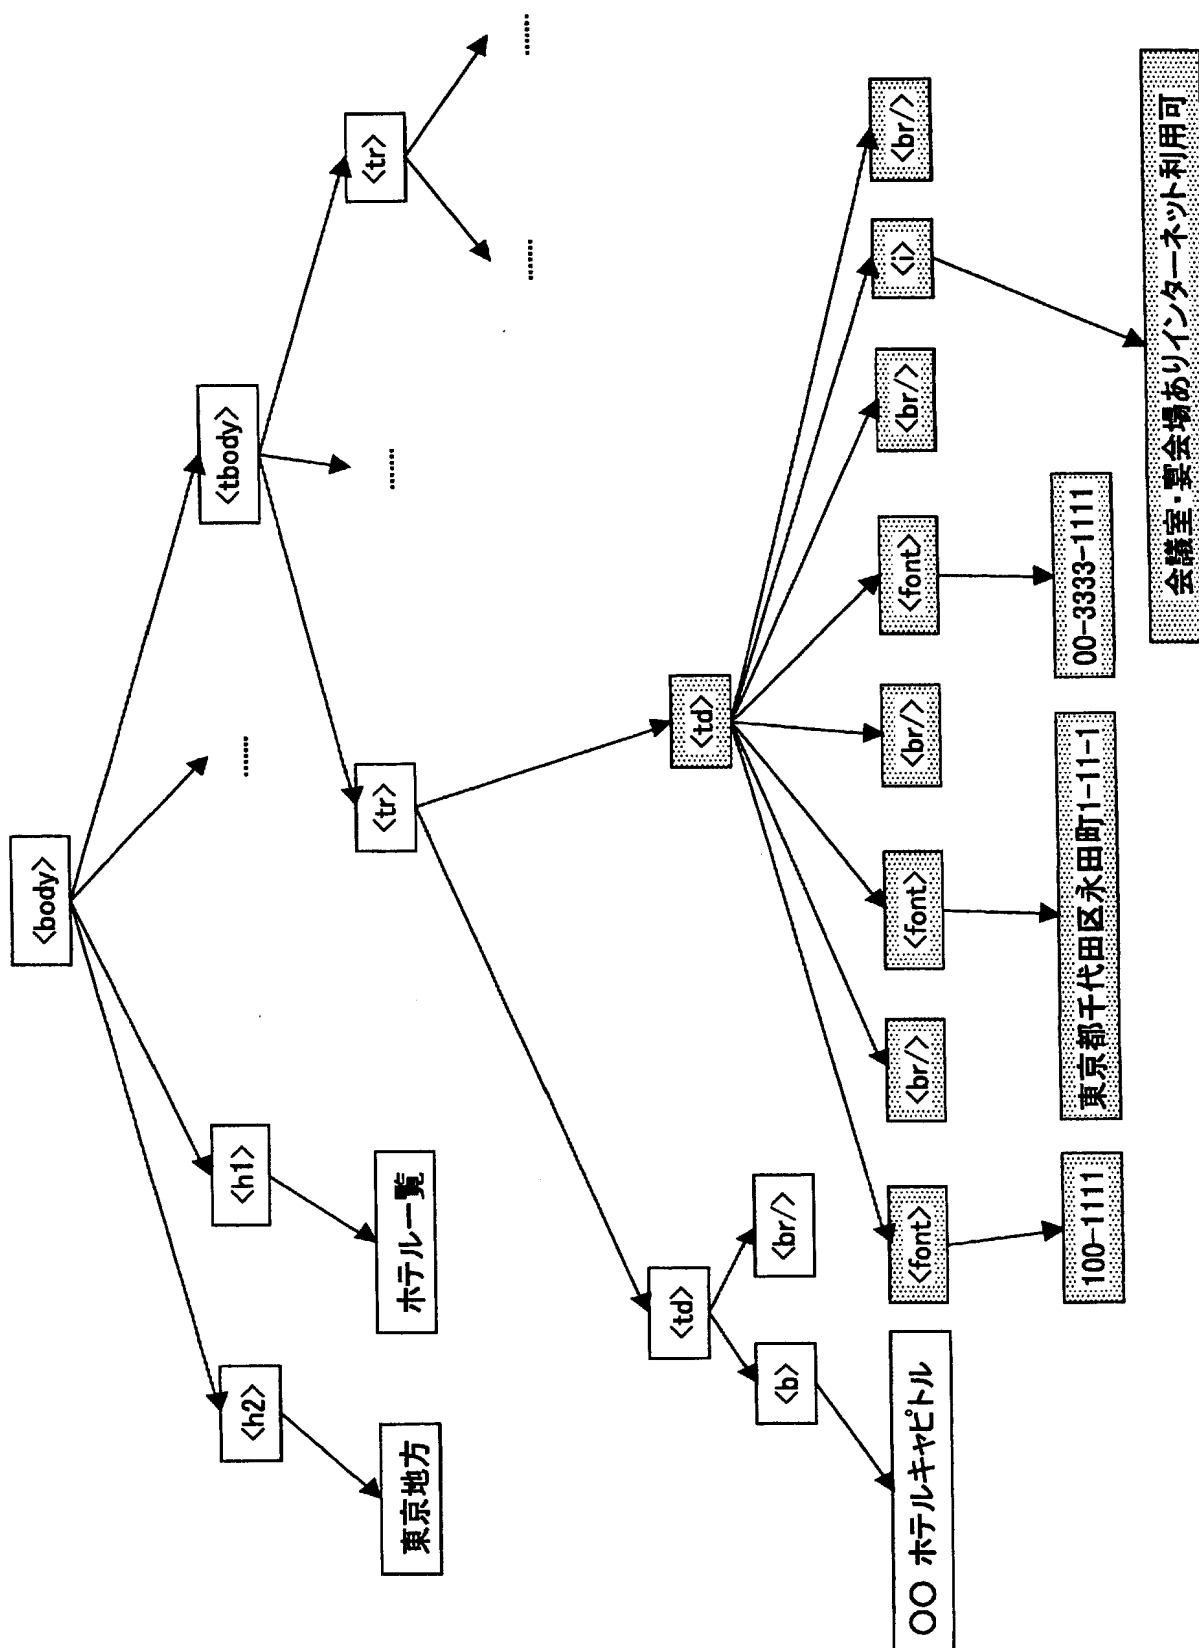 <body>
<h2>
<h1>
.......
<tbody>
東京地方
ホテル一覧
<tr>
.......
<tr>
.......
.......
<td>
<td>
<b>
<br/>
〇〇 ホテルキャピトル
<font>
<br/>
<font>
<br/>
<font>
<br/>
<i>
<br/>
100-1111
東京都千代田区永田町1-11-1
00-3333-1111
会議室・宴会場ありインターネット利用可